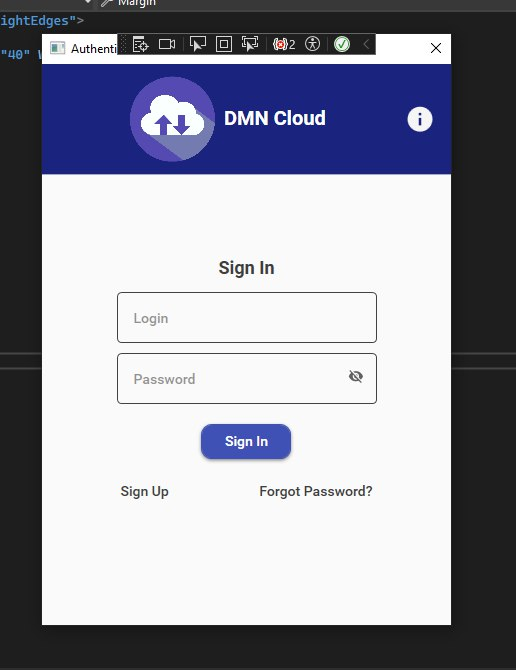 Margin
ightEdges">
Authenti
2
"40"
DMN Cloud
i
Sign In
Login
Password
Sign In
Sign Up
Forgot Password?